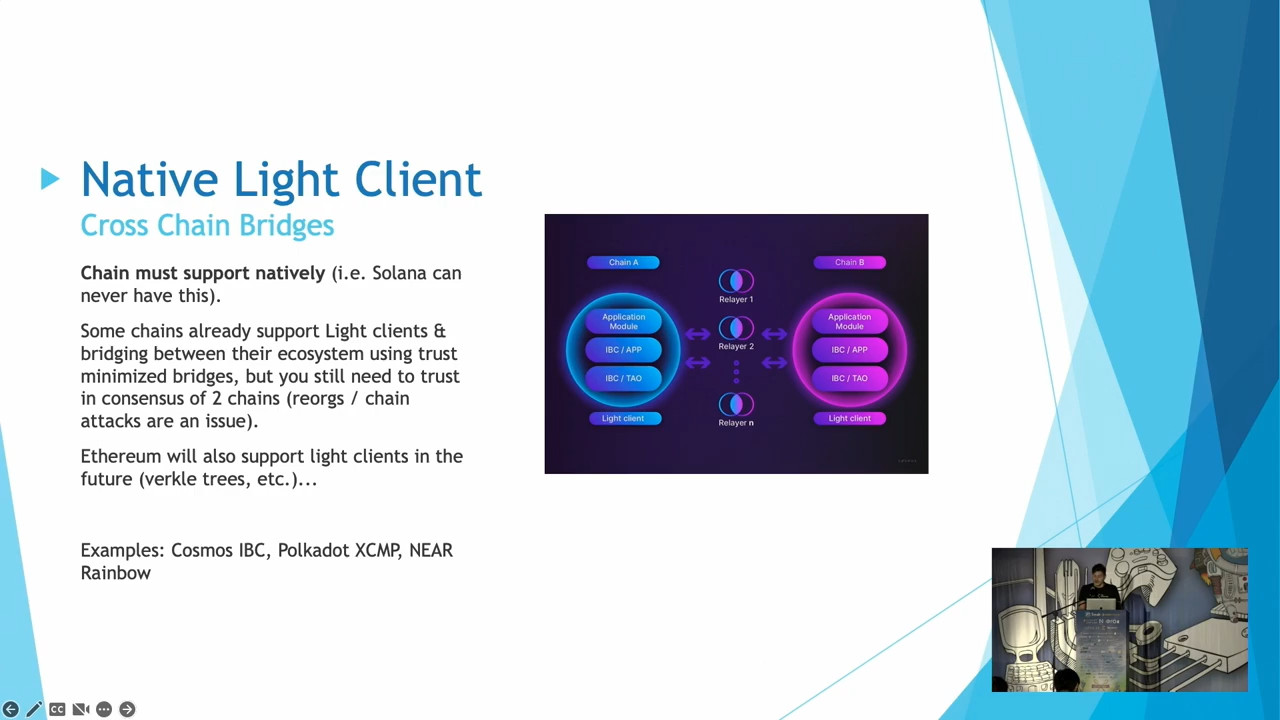 Native Light Client
Cross Chain Bridges
Chain must support natively (i.e. Solana can
never have this).
Some chains already support Light clients &
bridging between their ecosystem using trust
minimized bridges, but you still need to trust
in consensus of 2 chains (reorgs / chain
attacks are an issue).
Ethereum will also support light clients in the
future (verkle trees, etc.)...
Examples: Cosmos IBC, Polkadot XCMP, NEAR
Rainbow
Chain A
Application
Module
IBC / APP
IBC / TAO
Light client
Relayer 1
Relayer 2
Relayer n
Chain B
Application
Module
IBC / APP
IBC / TAO
Light client
CC